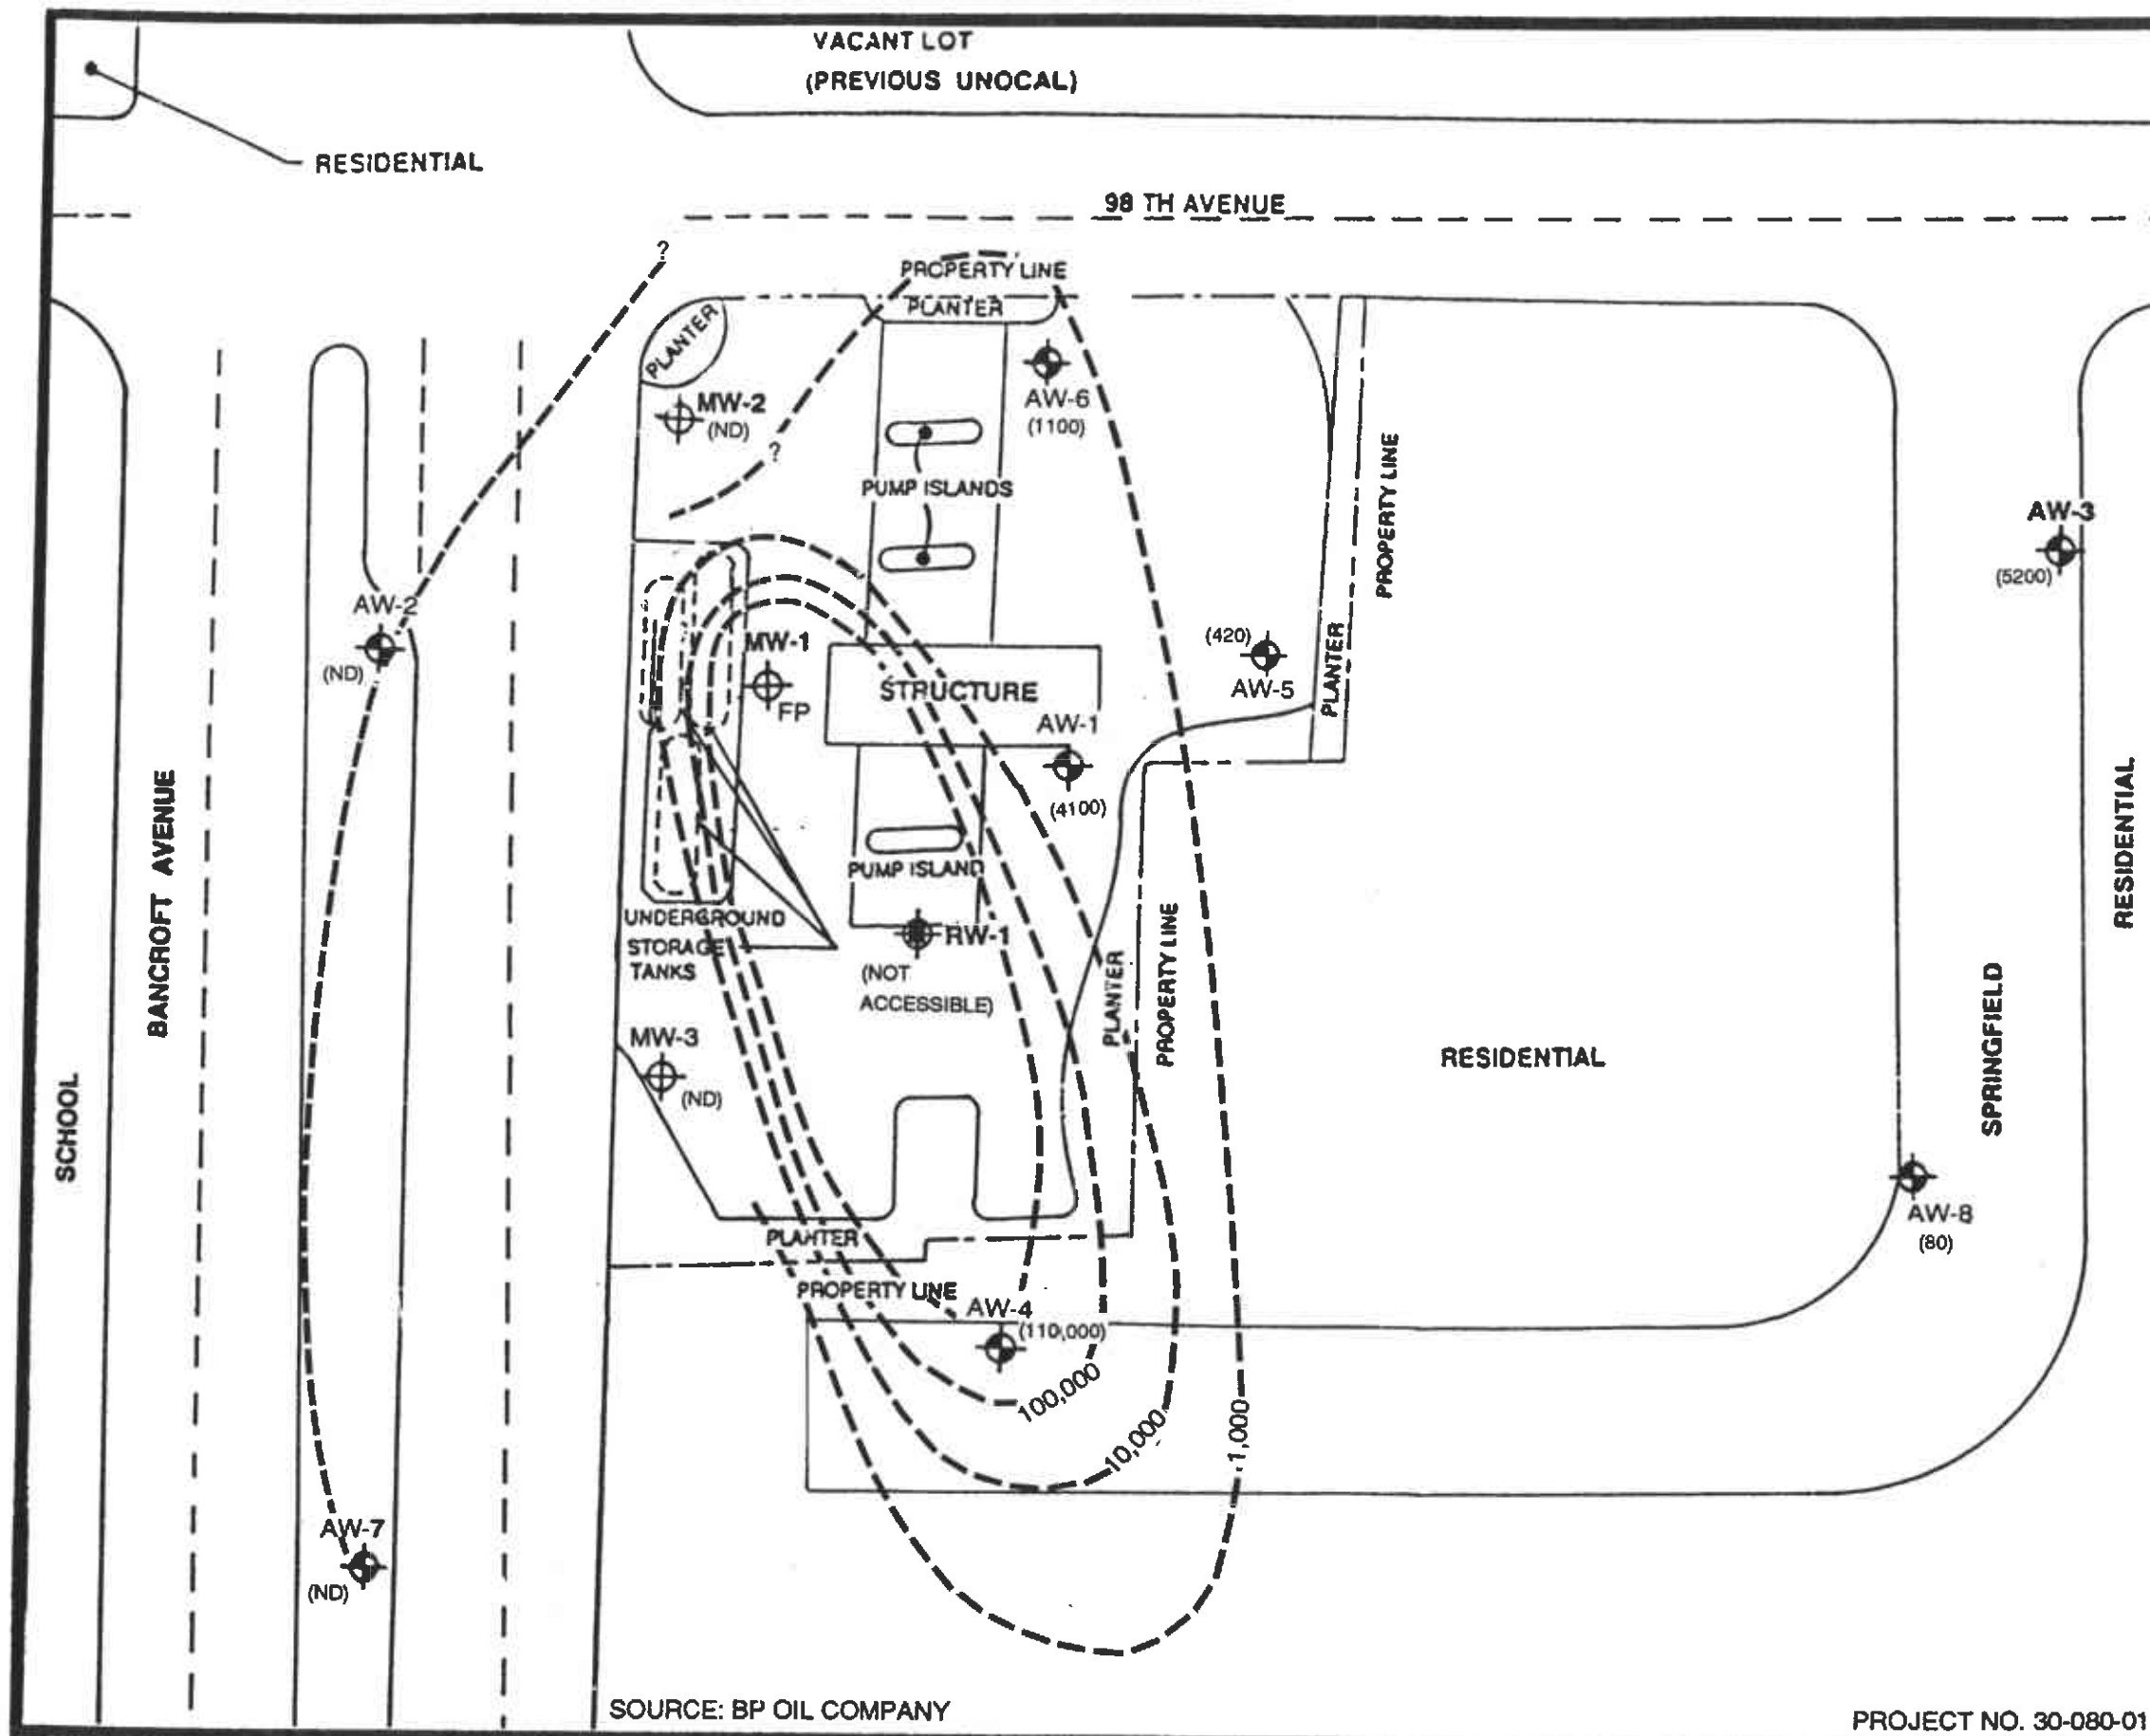 VACANT LOT
(PREVIOUS UNOCAL)
RESIDENTIAL
98 TH AVENUE
?
PROPERTY LINE
PLANTER
PLANTER
MW-2
(ND)
?
AW-6
(1100)
PUMP ISLANDS
PROPERTY LINE
AW-3
(5200)
AW-2
(ND)
MW-1
FP
STRUCTURE
(420)
AW-5
PLANTER
AW-1
(4100)
BANCROFT AVENUE
RESIDENTIAL
PUMP ISLAND
UNDERGROUND
STORAGE
TANKS
RW-1
(NOT
ACCESSIBLE)
PLANTER
PROPERTY LINE
MW-3
(ND)
RESIDENTIAL
SPRINGFIELD
SCHOOL
AW-8
(80)
PLANTER
PROPERTY LINE
AW-4
(110,000)
100,000
10,000
1,000
AW-7
(ND)
SOURCE: BP OIL COMPANY
PROJECT NO. 30-080-01